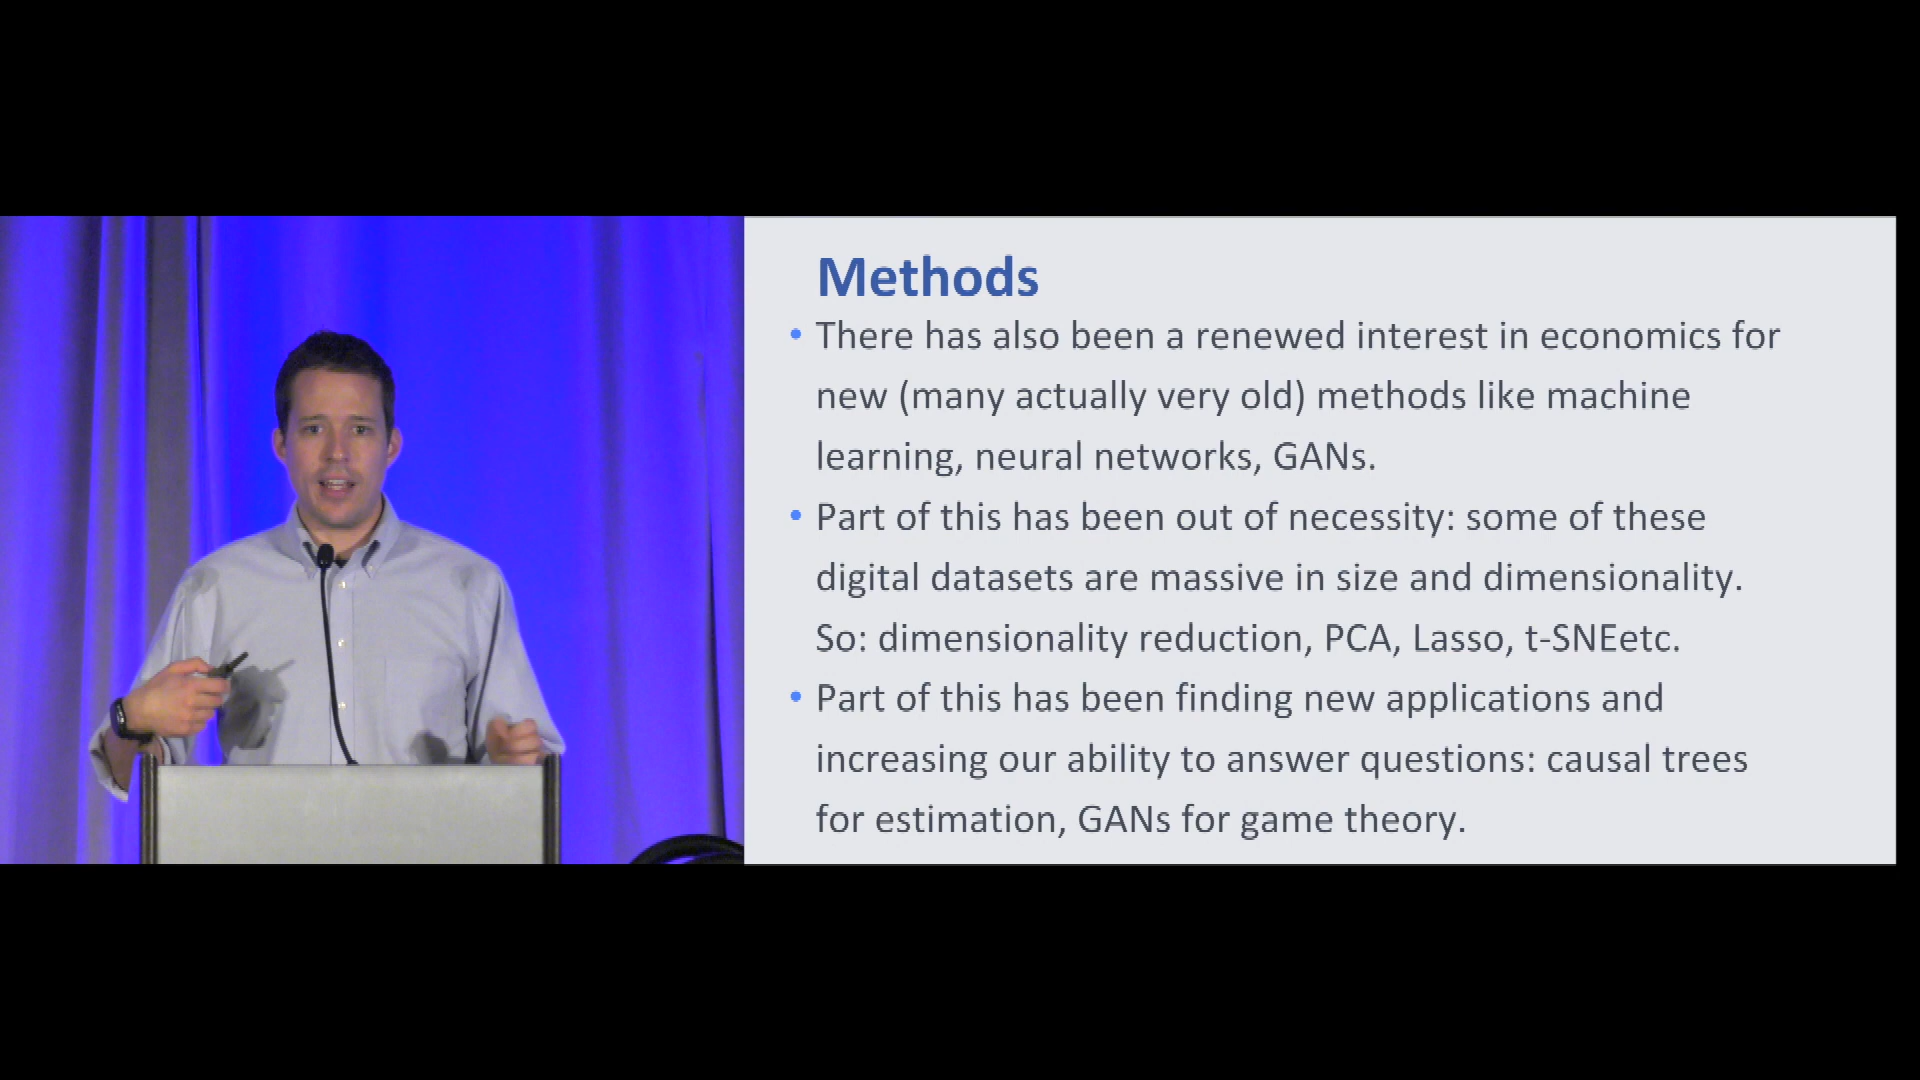 Methods
• There has also been a renewed interest in economics for
new (many actually very old) methods like machine
learning, neural networks, GANs.
• Part of this has been out of necessity: some of these
digital datasets are massive in size and dimensionality.
So: dimensionality reduction, PCA, Lasso, t-SNEetc.
• Part of this has been finding new applications and
increasing our ability to answer questions: causal trees
for estimation, GANs for game theory.